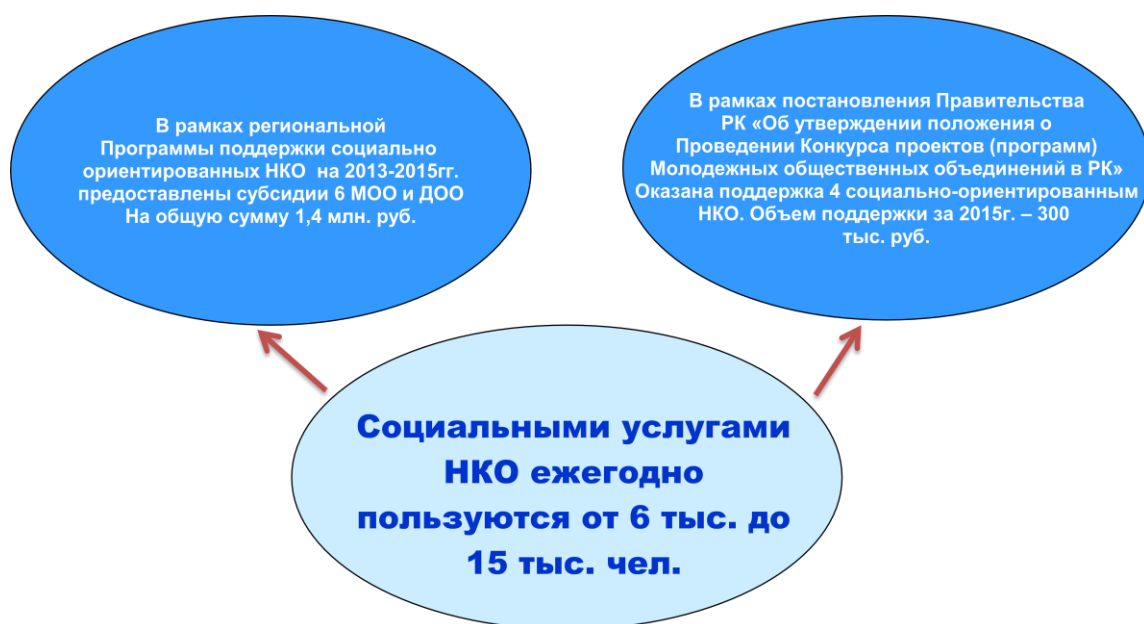 В рамках региональной
Программы поддержки социально
ориентированных НКО на 2013-2015гг.
предоставлены субсидии 6 МОО и ДОО
На общую сумму 1,4 млн. руб.
В рамках постановления Правительства
РК «Об утверждении положения о
Проведении Конкурса проектов (программ)
Молодежных общественных объединений в РК»
Оказана поддержка 4 социально-ориентированным
НКО. Объем поддержки за 2015г. – 300
тыс. руб.
Социальными услугами
НКО ежегодно
пользуются от 6 тыс. до
15 тыс. чел.